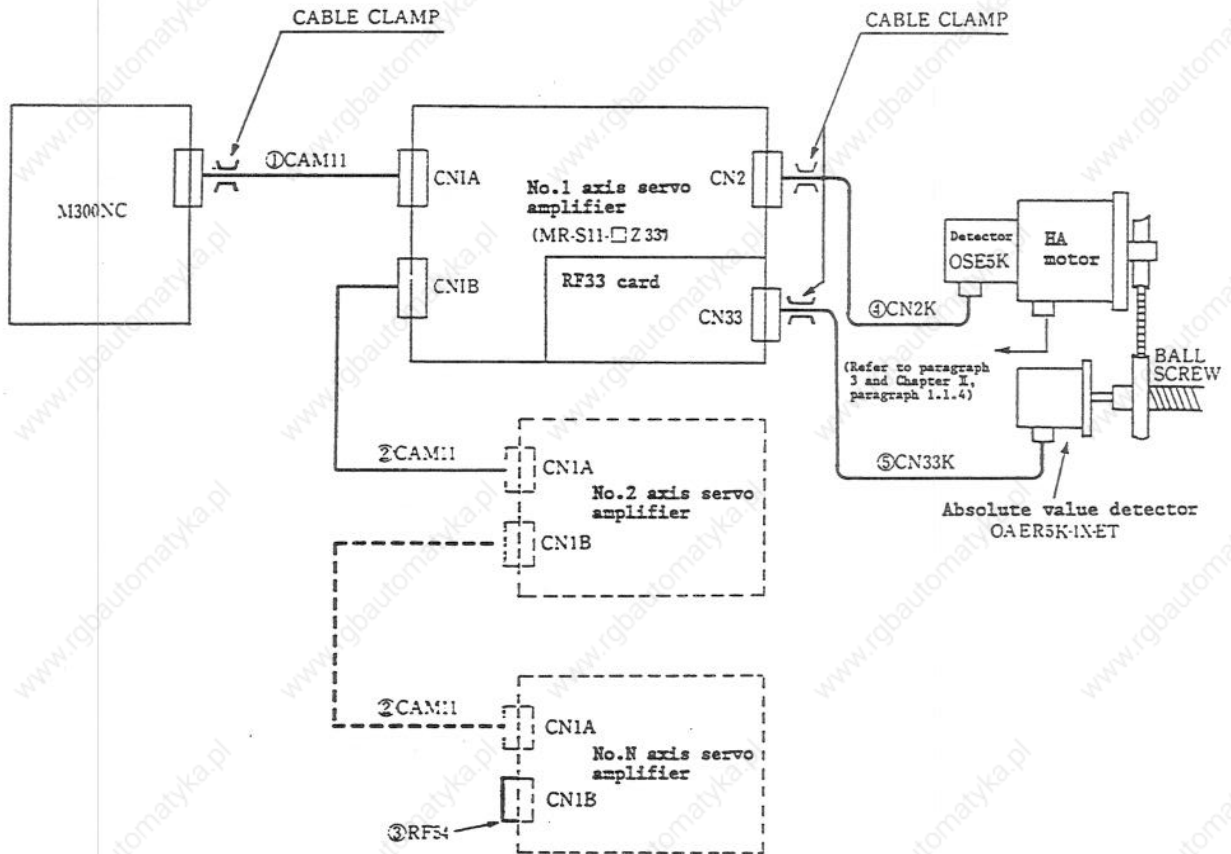 CABLE CLAMP
CABLE CLAMP
①CAM11
M300NC
CN1A
No.1 axis servo
amplifier
(MR-S11-□Z33)
CN2
CN1B
RF33 card
CN33
Detector
OSE5K
HA
motor
④CN2K
(Refer to paragraph
3 and Chapter II,
paragraph 1.1.4)
BALL
SCREW
②CAM11
CN1A
No.2 axis servo
amplifier
CN1B
⑤CN33K
Absolute value detector
OAER5K-1X-ET
②CAM11
CN1A
No.N axis servo
amplifier
CN1B
③RF54
www.rgbautomatyka.pl